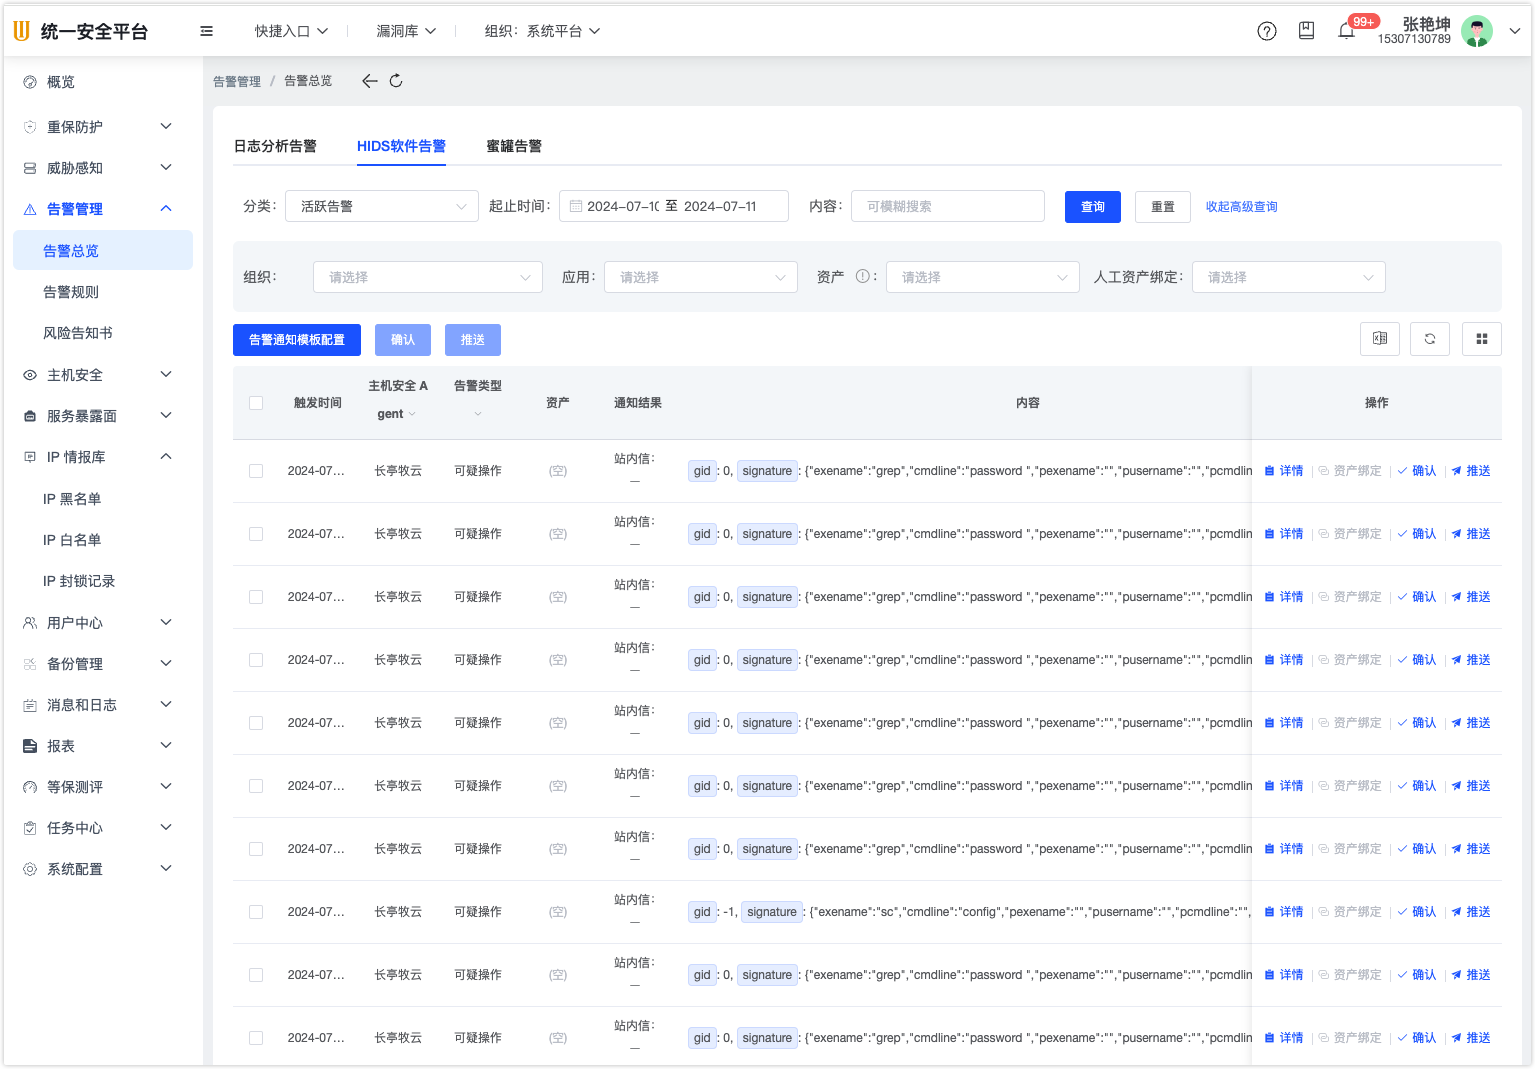 统一安全平台
快捷入口
漏洞库
组织：系统平台
99+
张艳坤
15307130789
概览
重保防护
威胁感知
告警管理
告警总览
告警规则
风险告知书
主机安全
服务暴露面
IP 情报库
IP 黑名单
IP 白名单
IP 封锁记录
用户中心
备份管理
消息和日志
报表
等保测评
任务中心
系统配置
告警管理 / 告警总览
日志分析告警 HIDS软件告警 蜜罐告警
分类： 活跃告警 起止时间： 2024-07-10 至 2024-07-11 内容： 可模糊搜索 查询 重置 收起高级查询
组织： 请选择 应用： 请选择 资产 ： 请选择 人工资产绑定： 请选择
告警通知模板配置 确认 推送
触发时间 主机安全 Agent 告警类型 资产 通知结果 内容 操作
2024-07... 长亭牧云 可疑操作 (空) 站内信： — gid : 0, signature : {"exename":"grep","cmdline":"password ","pexename":"","pusername":"","pcmdlin 详情 资产绑定 确认 推送
2024-07... 长亭牧云 可疑操作 (空) 站内信： — gid : 0, signature : {"exename":"grep","cmdline":"password ","pexename":"","pusername":"","pcmdlin 详情 资产绑定 确认 推送
2024-07... 长亭牧云 可疑操作 (空) 站内信： — gid : 0, signature : {"exename":"grep","cmdline":"password ","pexename":"","pusername":"","pcmdlin 详情 资产绑定 确认 推送
2024-07... 长亭牧云 可疑操作 (空) 站内信： — gid : 0, signature : {"exename":"grep","cmdline":"password ","pexename":"","pusername":"","pcmdlin 详情 资产绑定 确认 推送
2024-07... 长亭牧云 可疑操作 (空) 站内信： — gid : 0, signature : {"exename":"grep","cmdline":"password ","pexename":"","pusername":"","pcmdlin 详情 资产绑定 确认 推送
2024-07... 长亭牧云 可疑操作 (空) 站内信： — gid : 0, signature : {"exename":"grep","cmdline":"password ","pexename":"","pusername":"","pcmdlin 详情 资产绑定 确认 推送
2024-07... 长亭牧云 可疑操作 (空) 站内信： — gid : 0, signature : {"exename":"grep","cmdline":"password ","pexename":"","pusername":"","pcmdlin 详情 资产绑定 确认 推送
2024-07... 长亭牧云 可疑操作 (空) 站内信： — gid : -1, signature : {"exename":"sc","cmdline":"config","pexename":"","pusername":"","pcmdline":"", 详情 资产绑定 确认 推送
2024-07... 长亭牧云 可疑操作 (空) 站内信： — gid : 0, signature : {"exename":"grep","cmdline":"password ","pexename":"","pusername":"","pcmdlin 详情 资产绑定 确认 推送
2024-07... 长亭牧云 可疑操作 (空) 站内信： — gid : 0, signature : {"exename":"grep","cmdline":"password ","pexename":"","pusername":"","pcmdlin 详情 资产绑定 确认 推送